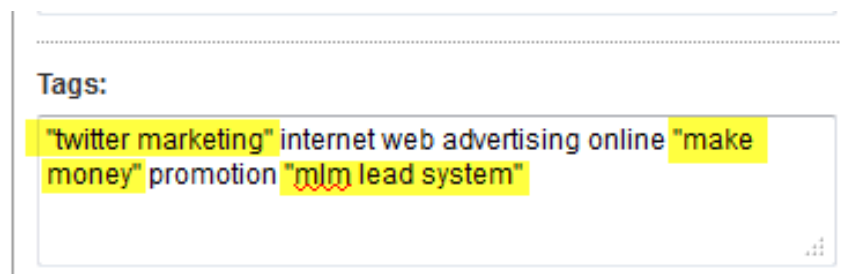 Tags:
"twitter marketing" internet web advertising online "make
money" promotion "mlm lead system"